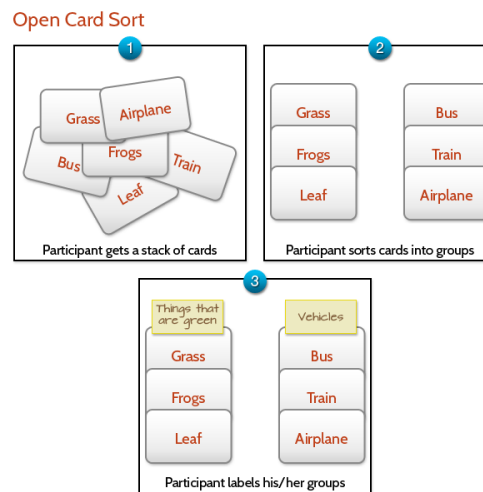 Open Card Sort
1
Grass
Airplane
Bus
Frogs
Train
Leaf
Participant gets a stack of cards
2
Grass
Frogs
Leaf
Bus
Train
Airplane
Participant sorts cards into groups
3
Things that
are green
Grass
Frogs
Leaf
Vehicles
Bus
Train
Airplane
Participant labels his/her groups